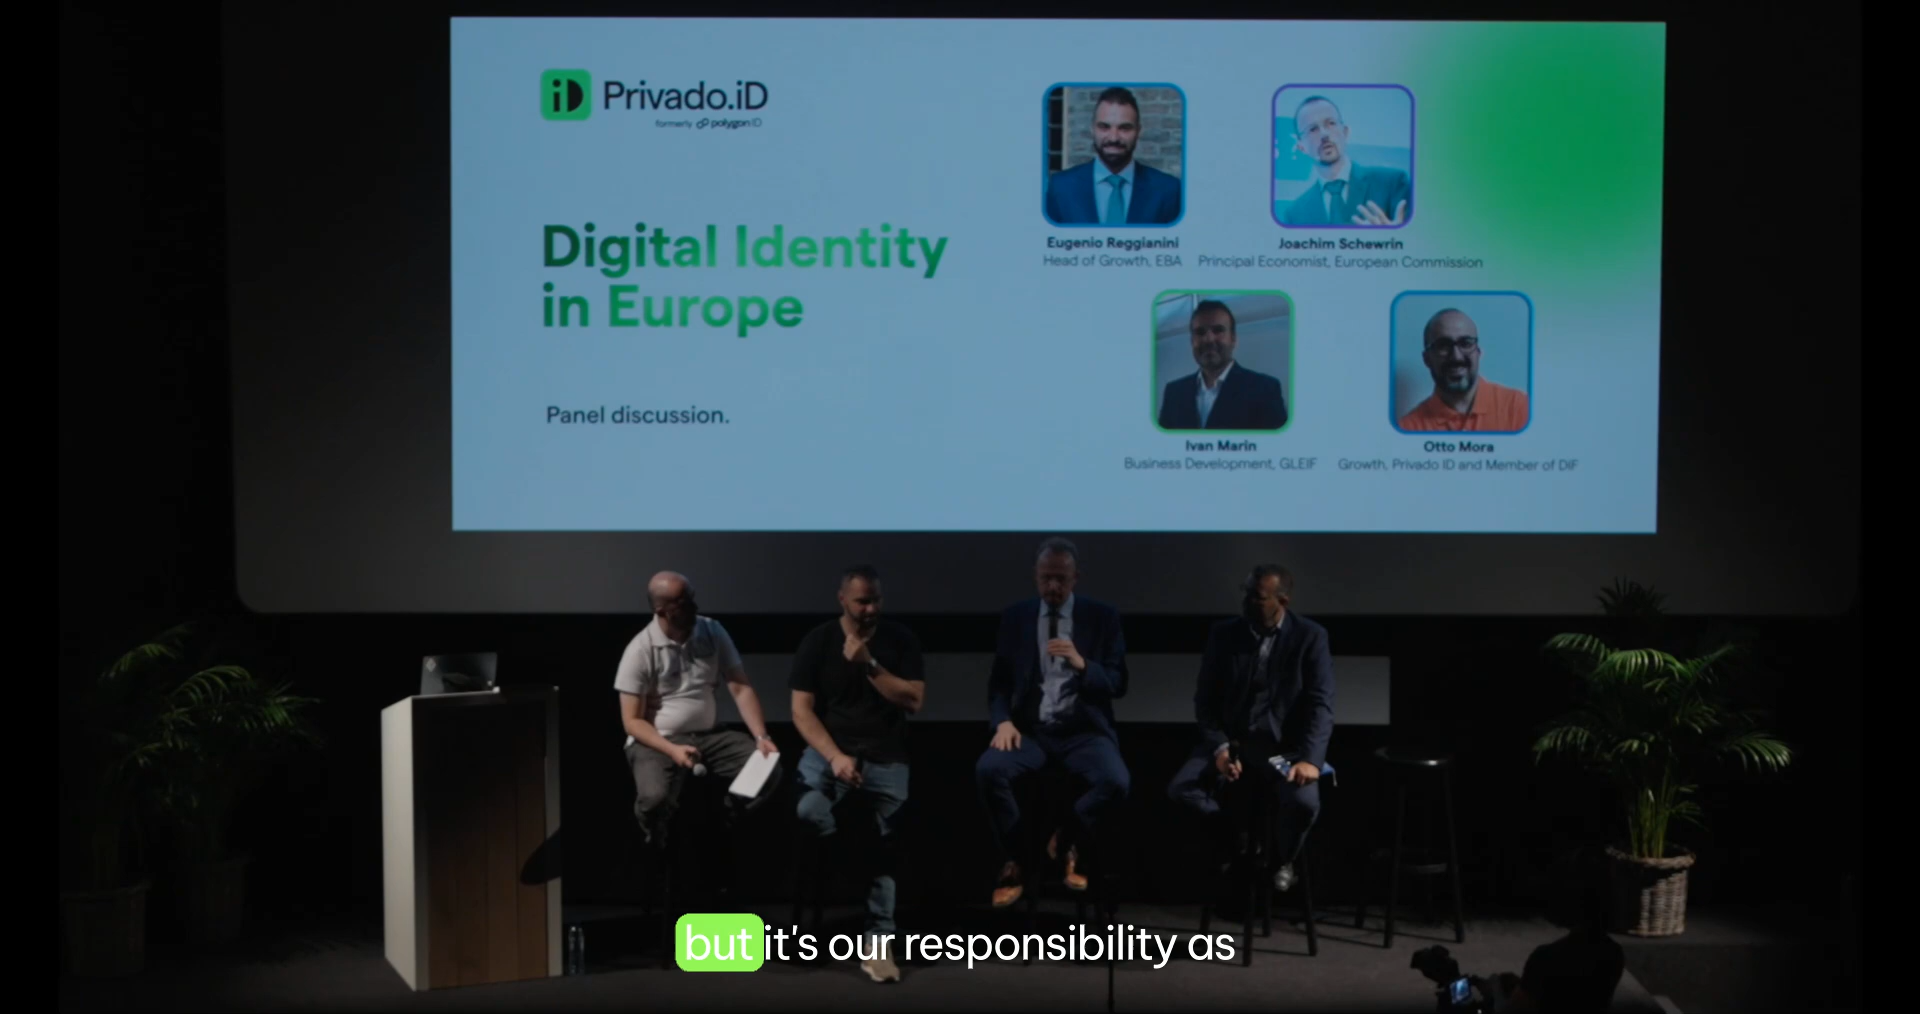 iD Privado.iD
formerly polygon ID
Digital Identity
in Europe
Panel discussion.
Eugenio Reggianini
Head of Growth, EBA
Joachim Schewrin
Principal Economist, European Commission
Ivan Marin
Business Development, GLEIF
Otto Mora
Growth, Privado ID and Member of DIF
but it's our responsibility as